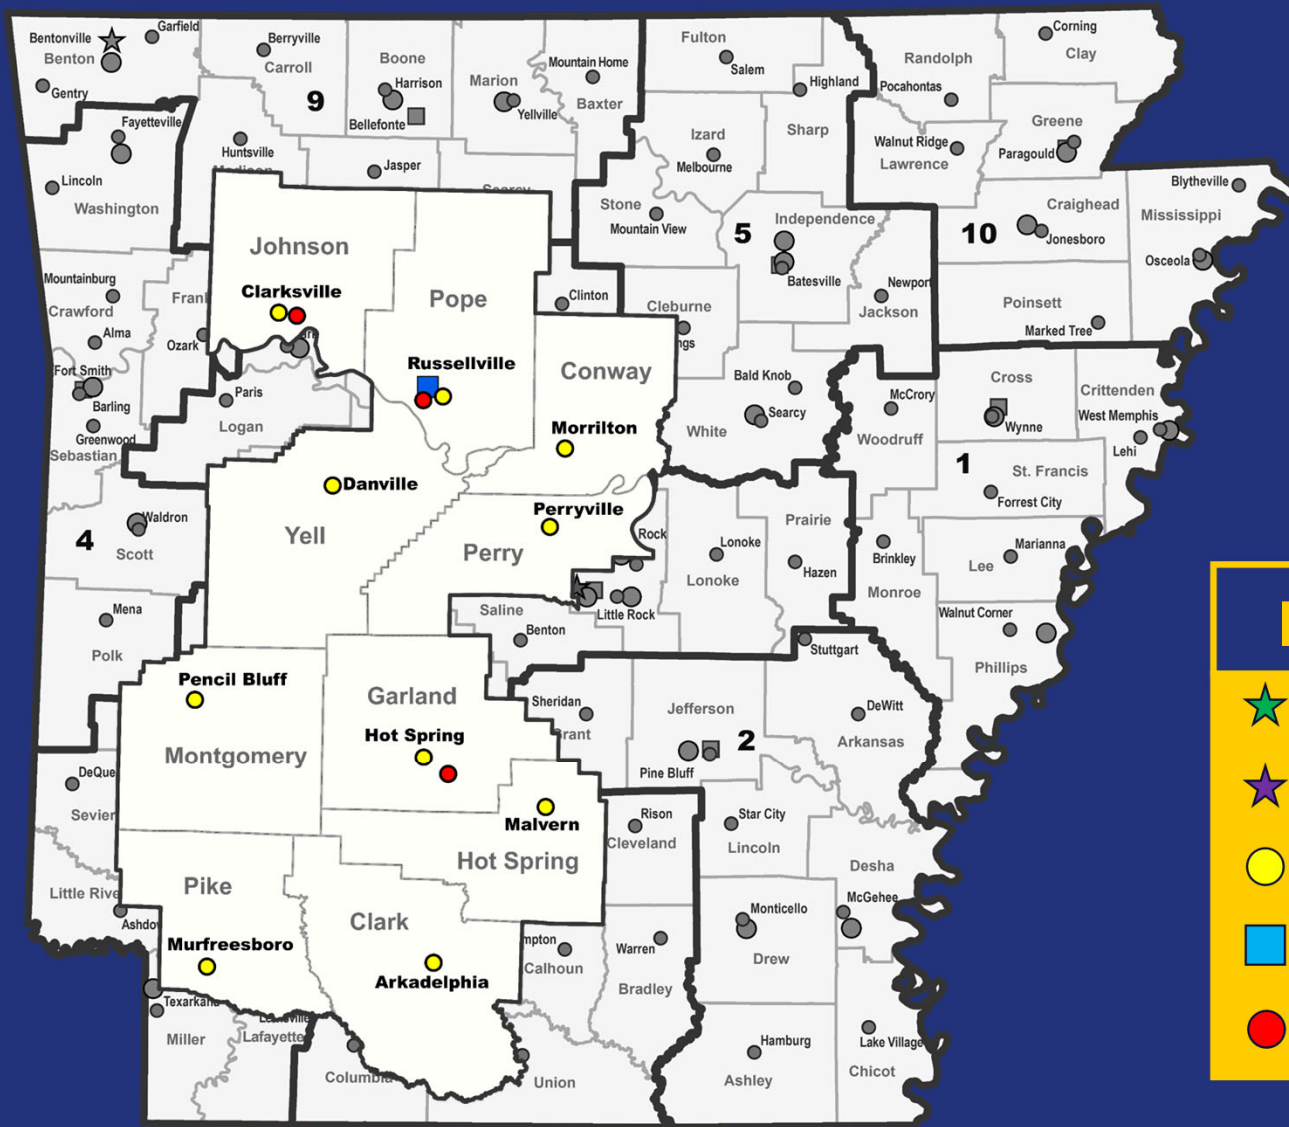 Bentonville
Garfield
Benton
Gentry
Berryville
Carroll
9
Boone
Harrison
Bellefonte
Marion
Yellville
Mountain Home
Baxter
Fulton
Salem
Highland
Sharp
Randolph
Pocahontas
Corning
Clay
Greene
Paragould
Walnut Ridge
Lawrence
Fayetteville
Lincoln
Washington
Huntsville
Jasper
Searcy
Izard
Melbourne
Stone
Mountain View
5
Independence
Batesville
10
Craighead
Jonesboro
Blytheville
Mississippi
Osceola
Newport
Jackson
Poinsett
Marked Tree
Mountainburg
Crawford
Alma
Fran
Ozark
Johnson
Clarksville
Pope
Russellville
Clinton
Cleburne
ngs
Conway
Morrilton
Fort Smith
Barling
Greenwood
Sebastian
Paris
Logan
Bald Knob
Searcy
White
McCrory
Woodruff
Cross
Wynne
Crittenden
West Memphis
Lehi
1
St. Francis
Forrest City
Danville
Yell
Perryville
Perry
Rock
Lonoke
Lonoke
Prairie
Hazen
Brinkley
Monroe
Lee
Marianna
4
Waldron
Scott
Mena
Polk
Saline
Benton
Little Rock
Stuttgart
Walnut Corner
Phillips
Pencil Bluff
Montgomery
Garland
Hot Spring
Malvern
Hot Spring
Sheridan
Grant
Jefferson
2
Pine Bluff
DeWitt
Arkansas
DeQue
Sevier
Little Rive
Ashdow
Pike
Murfreesboro
Clark
Arkadelphia
Rison
Cleveland
Star City
Lincoln
Desha
McGehee
Monticello
Drew
mpton
Calhoun
Warren
Bradley
Texarkana
Miller
Lafayette
Columbia
Union
Hamburg
Ashley
Lake Village
Chicot